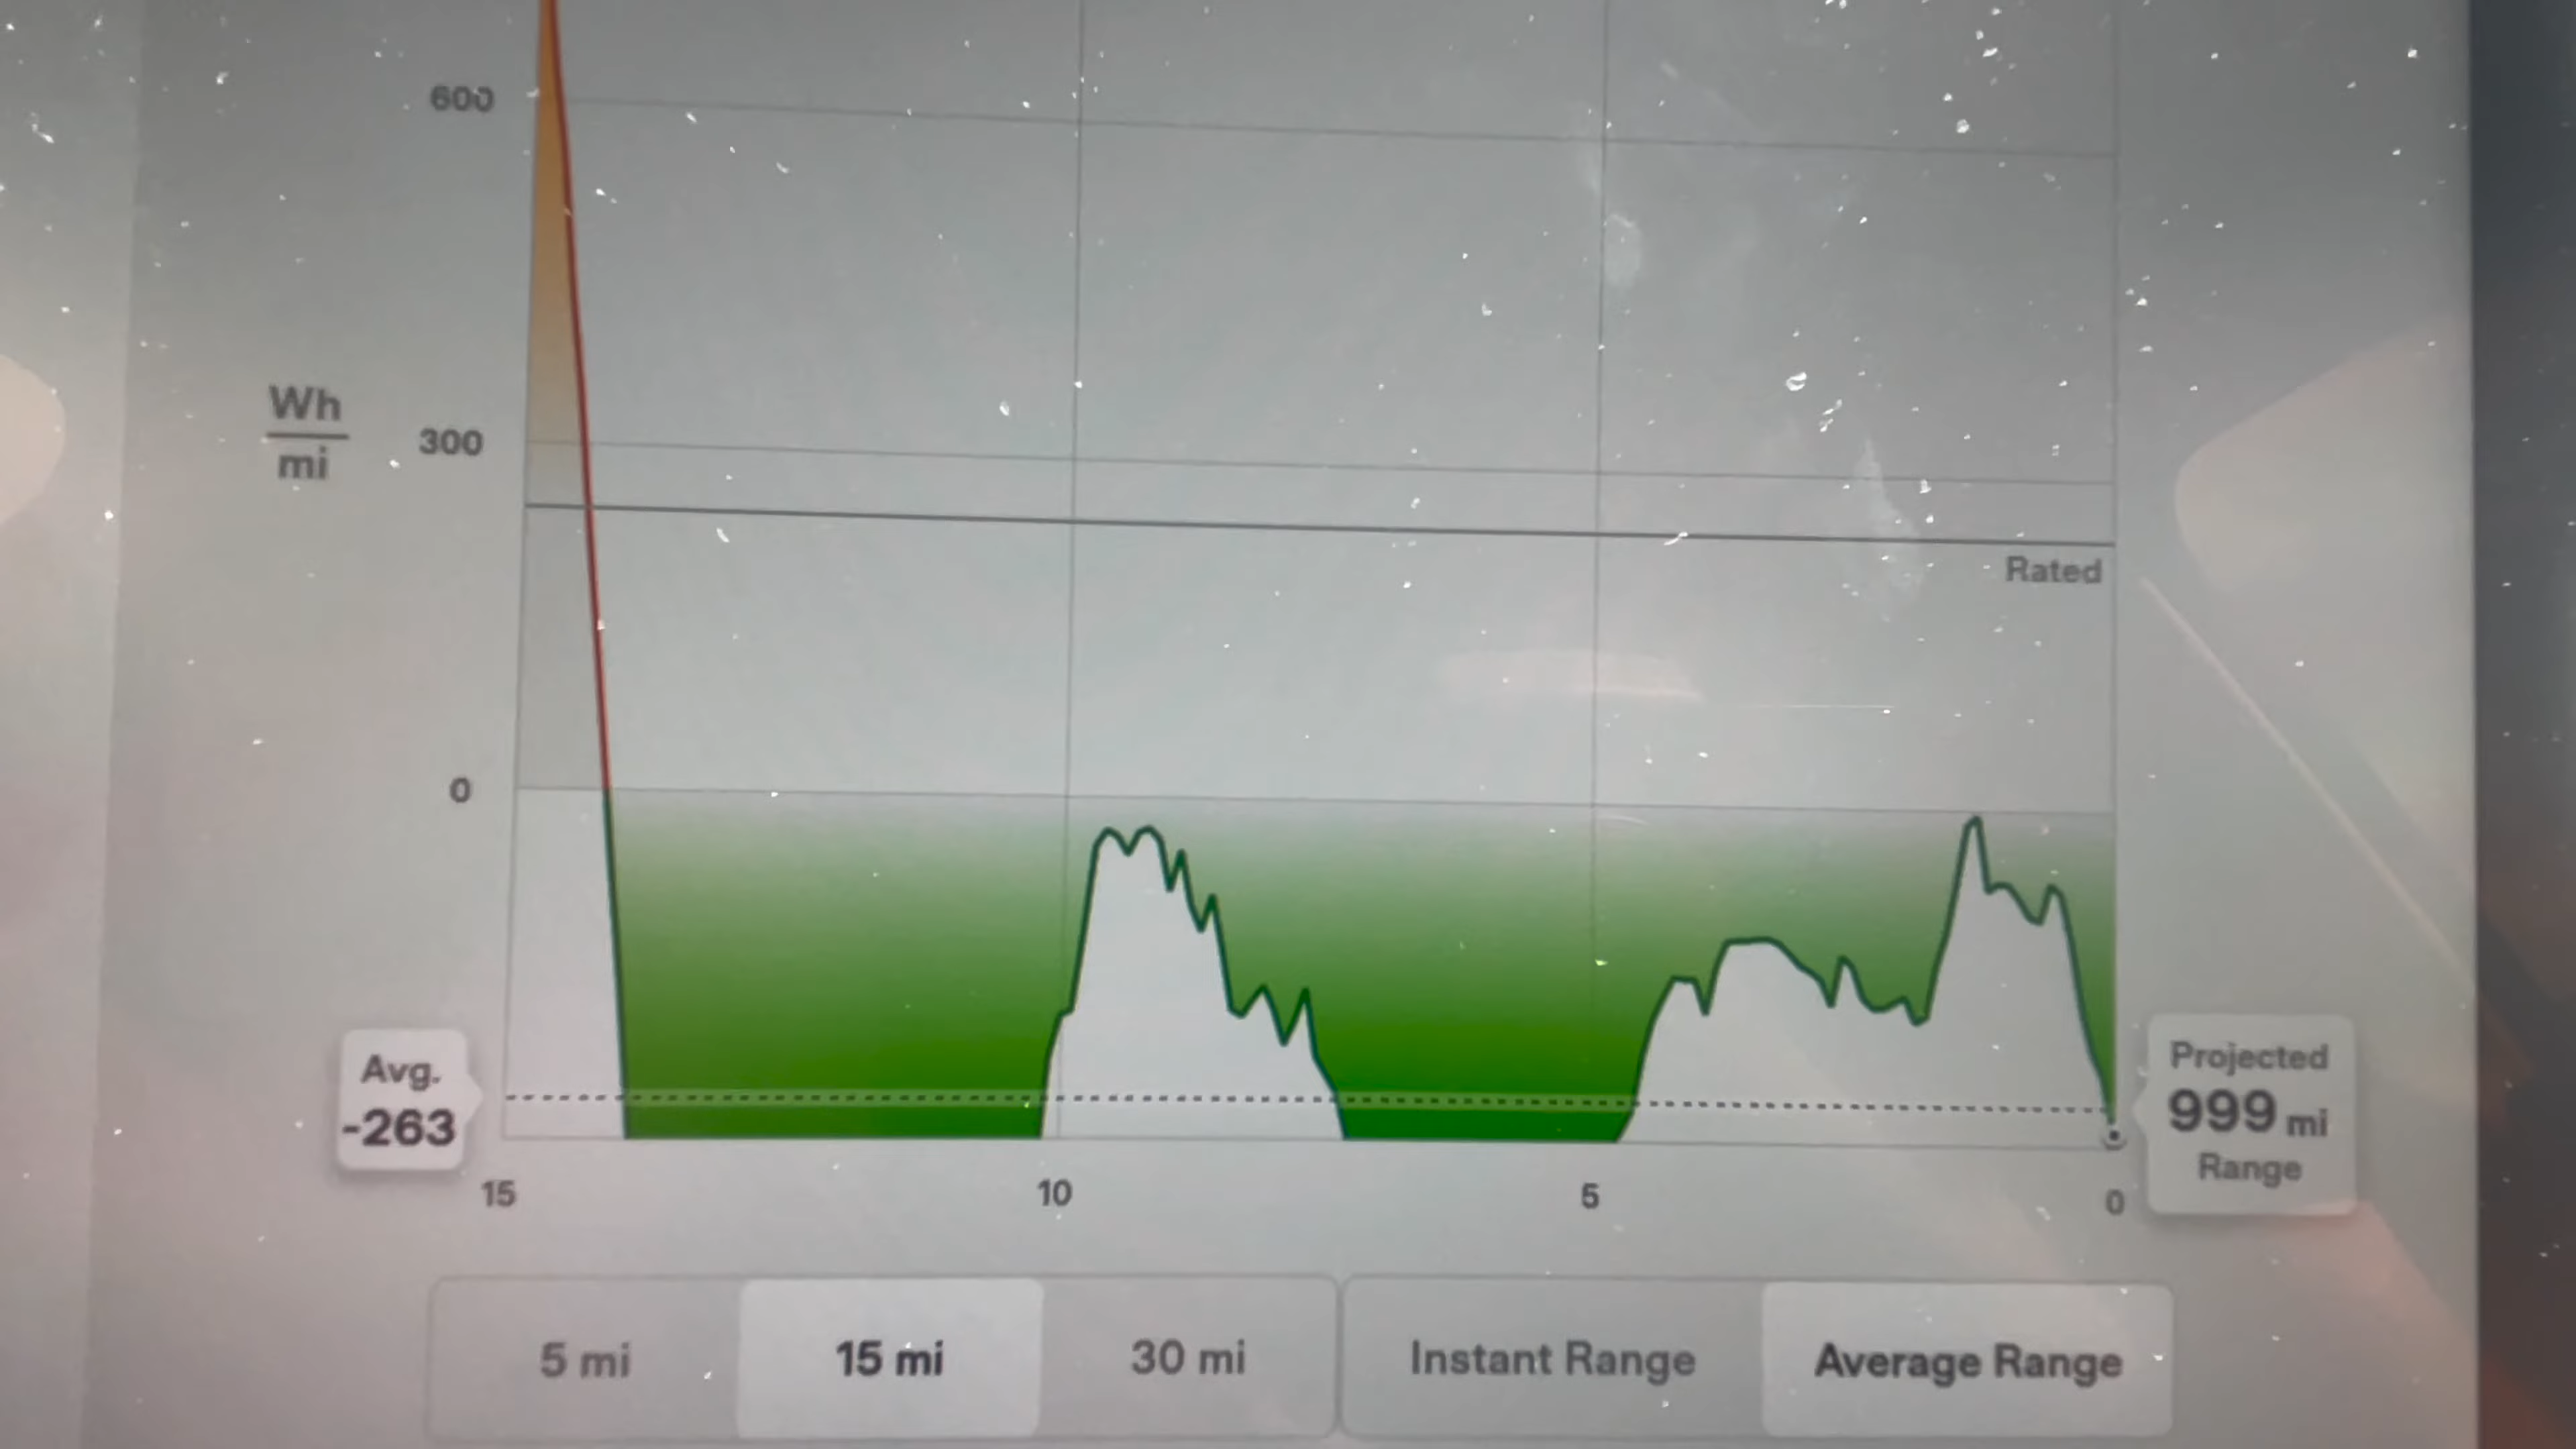 600
Wh
mi
300
Rated
0
Avg.
-263
Projected
999 mi
Range
15
10
5
0
5 mi
15 mi
30 mi
Instant Range
Average Range